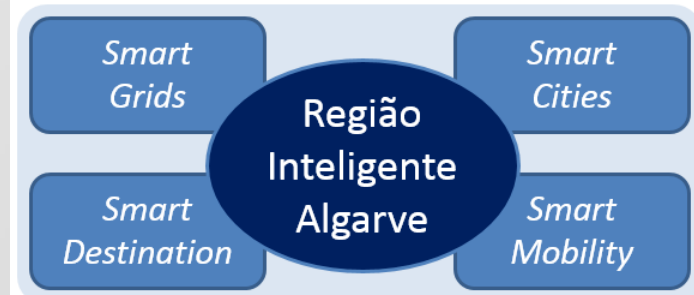 Smart
Grids
Smart
Cities
Região
Inteligente
Algarve
Smart
Destination
Smart
Mobility